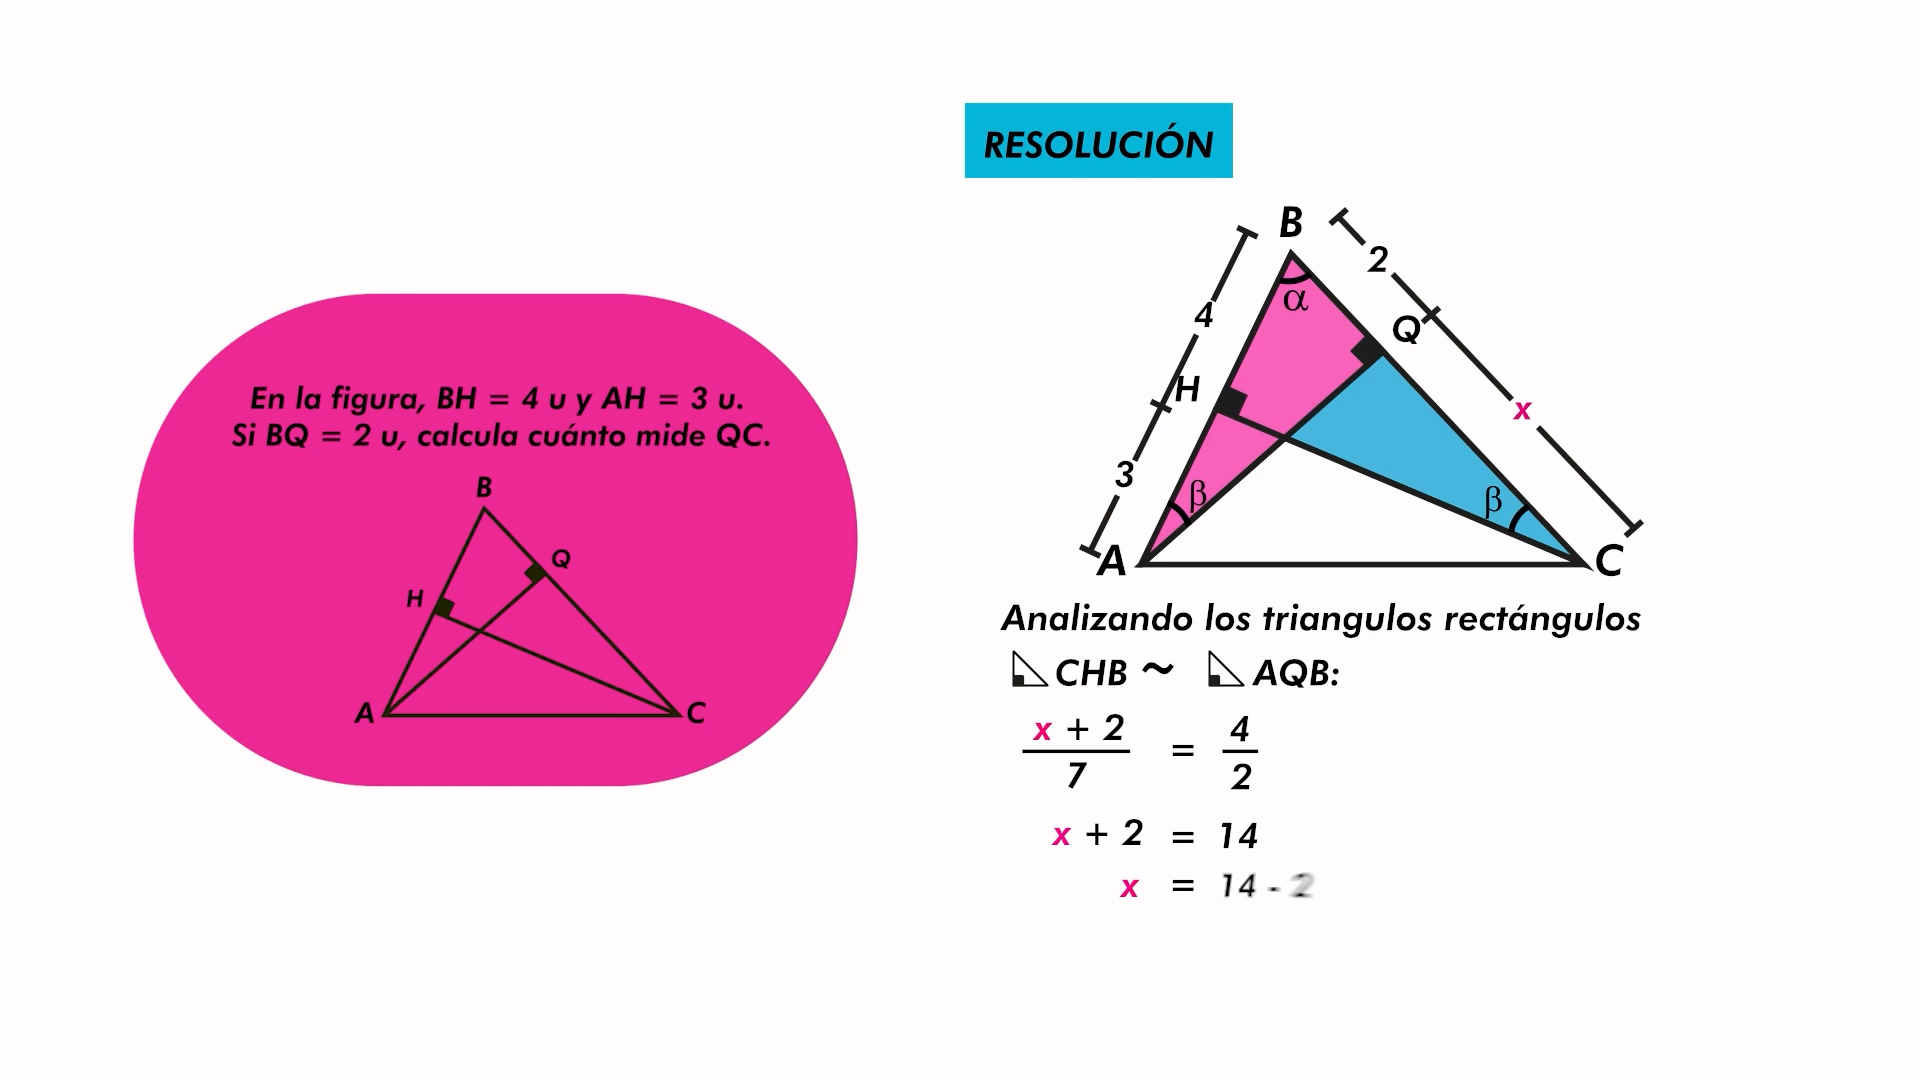 En la figura, BH = 4 u y AH = 3 u.
Si BQ = 2 u, calcula cuánto mide QC.
B
Q
H
A
C
RESOLUCIÓN
B
2
α
4
Q
H
x
3
β
β
A
C
Analizando los triangulos rectángulos
CHB ~ AQB:
x + 2 / 7 = 4 / 2
x + 2 = 14
x = 14 - 2